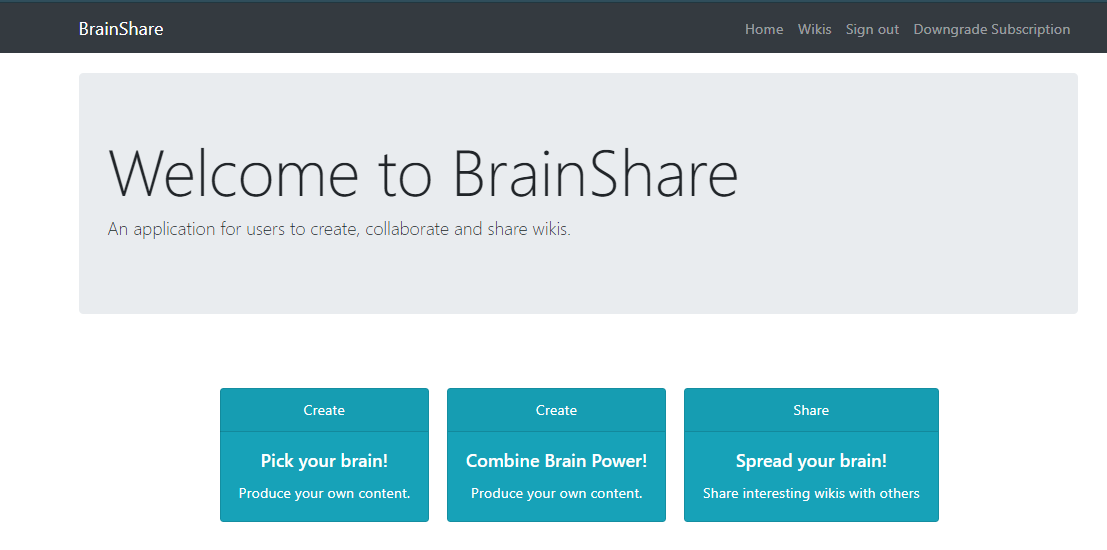 BrainShare Home Wikis Sign out Downgrade Subscription
Welcome to BrainShare
An application for users to create, collaborate and share wikis.
Create
Pick your brain!
Produce your own content.
Create
Combine Brain Power!
Produce your own content.
Share
Spread your brain!
Share interesting wikis with others